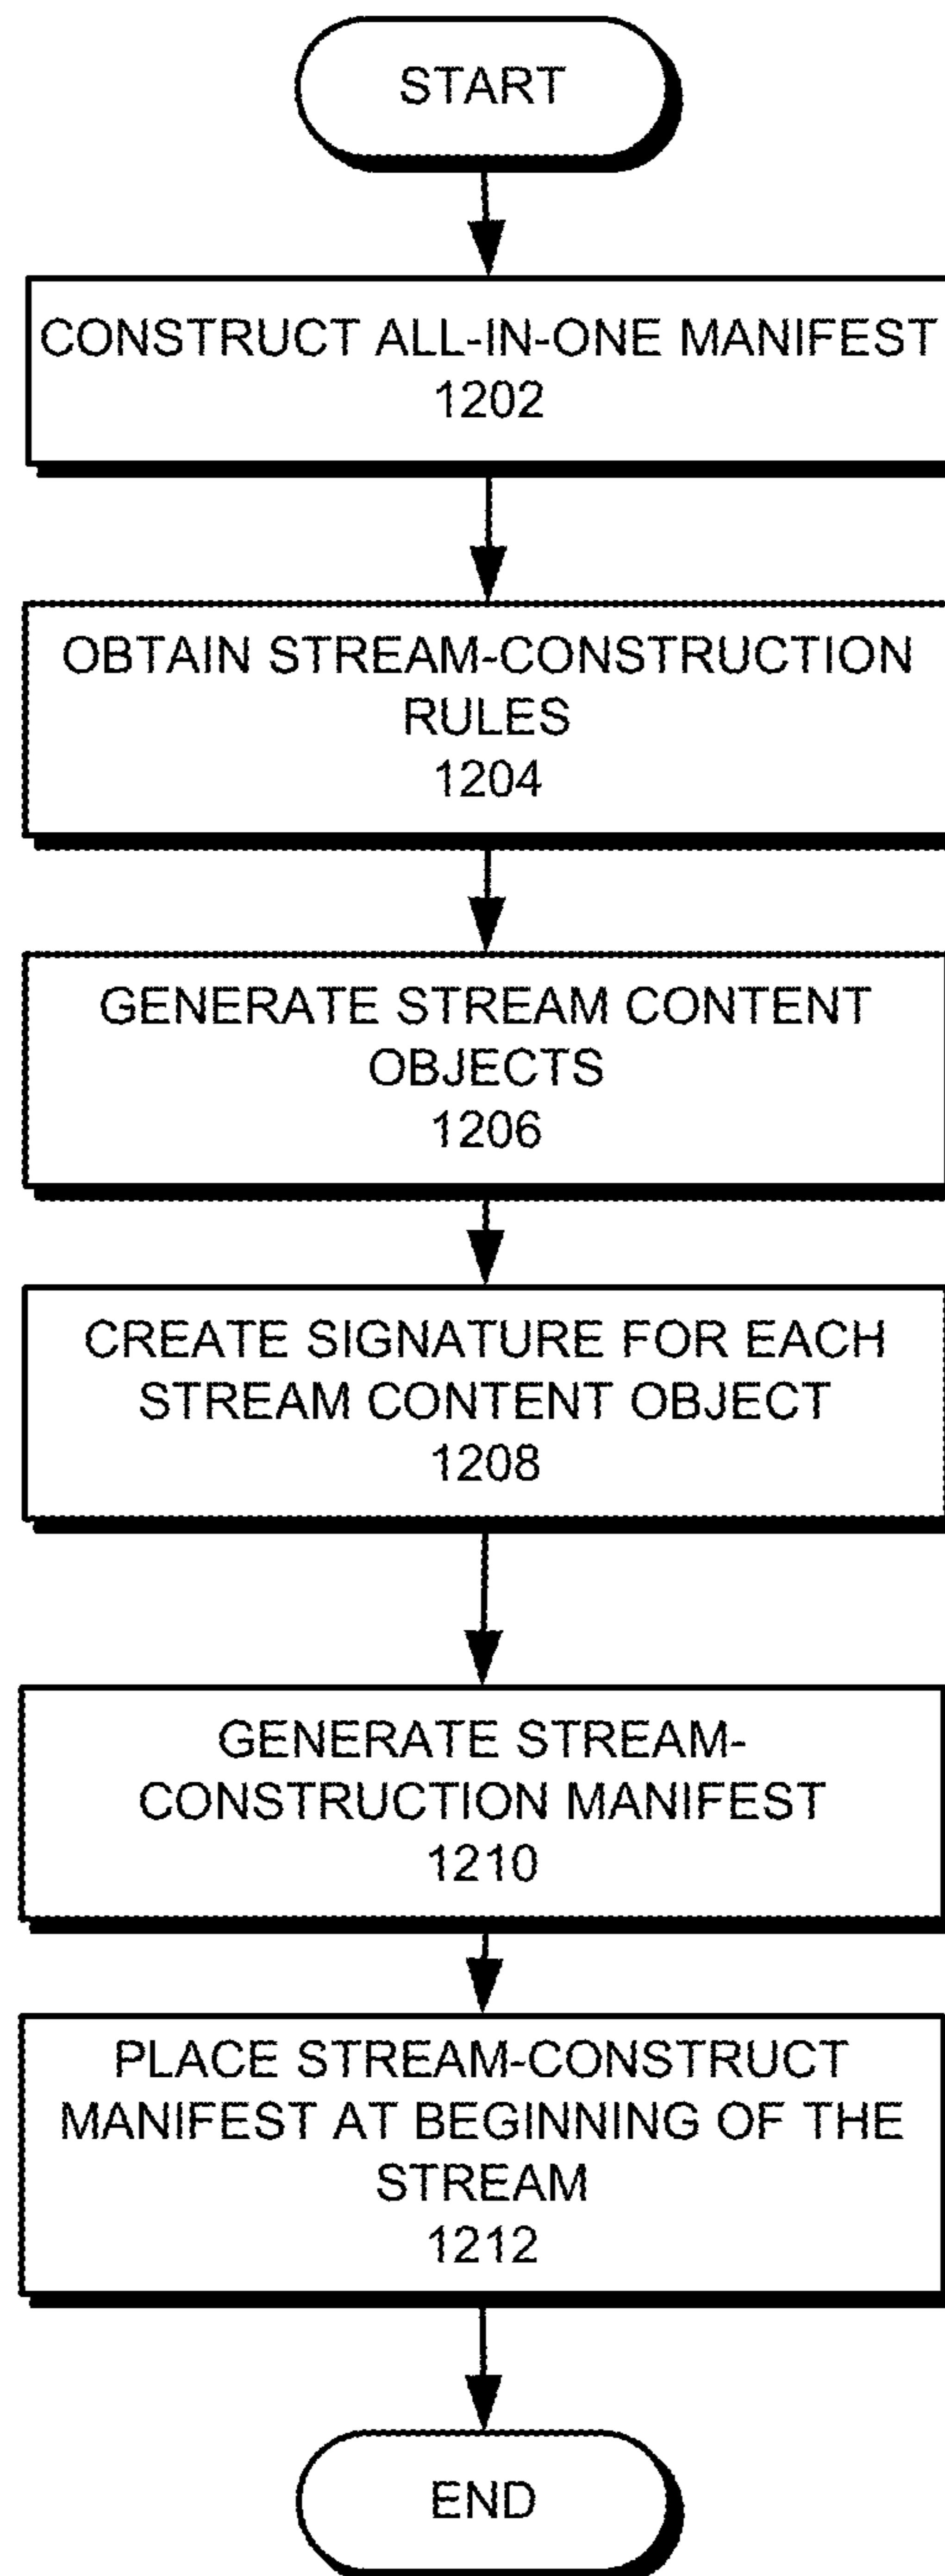 START
CONSTRUCT ALL-IN-ONE MANIFEST
1202
OBTAIN STREAM-CONSTRUCTION
RULES
1204
GENERATE STREAM CONTENT
OBJECTS
1206
CREATE SIGNATURE FOR EACH
STREAM CONTENT OBJECT
1208
GENERATE STREAM-
CONSTRUCTION MANIFEST
1210
PLACE STREAM-CONSTRUCT
MANIFEST AT BEGINNING OF THE
STREAM
1212
END